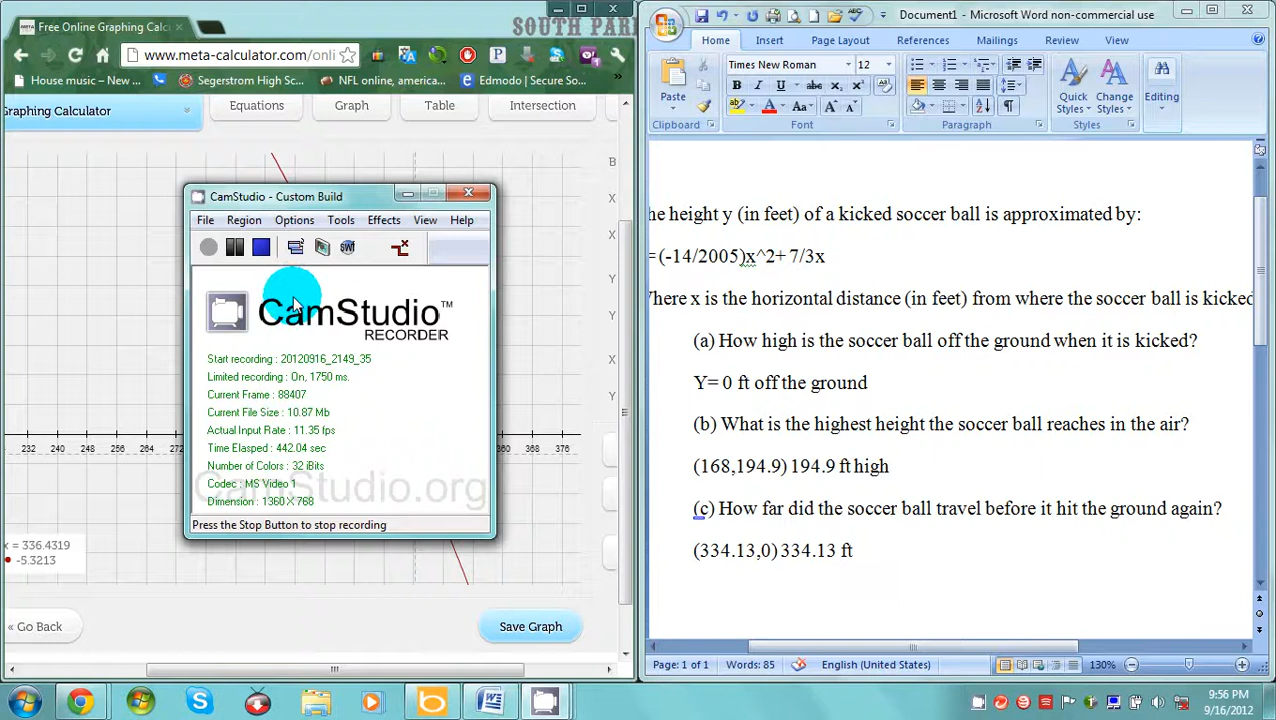 SOUTH PAR
Free Online Graphing Calcu
www.meta-calculator.com/onli
House music – New ...
Segerstrom High Sc...
NFL online, america...
Edmodo | Secure So...
»
Graphing Calculator
Equations
Graph
Table
Intersection
B
X
X
Y
Y
X
Y
232
240
248
256
264
272
360
368
376
x = 336.4319
-5.3213
« Go Back
Save Graph
CamStudio - Custom Build
File Region Options Tools Effects View Help
SWf
CamStudio™
RECORDER
Start recording : 20120916_2149_35
Limited recording : On, 1750 ms.
Current Frame : 88407
Current File Size : 10.87 Mb
Actual Input Rate : 11.35 fps
Time Elasped : 442.04 sec
Number of Colors : 32 iBits
Codec : MS Video 1
Dimension : 1360 X 768
CamStudio.org
Press the Stop Button to stop recording
Document1 - Microsoft Word non-commercial use
Home Insert Page Layout References Mailings Review View
Paste
Times New Roman 12
B I U abc x₂ x² Aa
ab A A A
Quick Styles
Change Styles
Editing
Clipboard Font Paragraph Styles
he height y (in feet) of a kicked soccer ball is approximated by:
= (-14/2005)x^2+ 7/3x
here x is the horizontal distance (in feet) from where the soccer ball is kicked
(a) How high is the soccer ball off the ground when it is kicked?
Y= 0 ft off the ground
(b) What is the highest height the soccer ball reaches in the air?
(168,194.9) 194.9 ft high
(c) How far did the soccer ball travel before it hit the ground again?
(334.13,0) 334.13 ft
Page: 1 of 1 Words: 85 English (United States) 130%
9:56 PM
9/16/2012